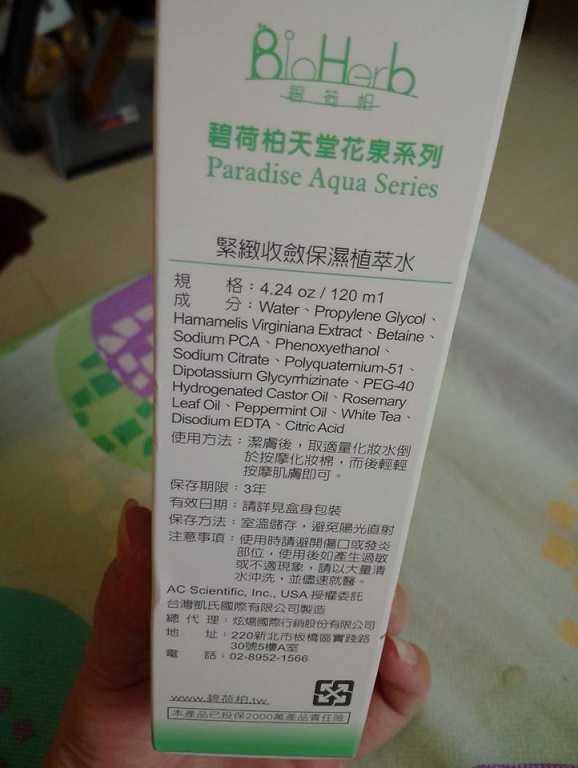 BioHerb
碧荷柏
碧荷柏天堂花泉系列
Paradise Aqua Series
緊緻收斂保濕植萃水
規 格：4.24 oz / 120 ml
成 分：Water、Propylene Glycol、
Hamamelis Virginiana Extract、Betaine、
Sodium PCA、Phenoxyethanol、
Sodium Citrate、Polyquaternium-51、
Dipotassium Glycyrrhizinate、PEG-40
Hydrogenated Castor Oil、Rosemary
Leaf Oil、Peppermint Oil、White Tea、
Disodium EDTA、Citric Acid
使用方法：潔膚後，取適量化妝水倒
於按摩化妝棉，而後輕輕
按摩肌膚即可。
保存期限：3年
有效日期：請詳見盒身包裝
保存方法：室溫儲存，避免陽光直射
注意事項：使用時請避開傷口或發炎
部位，使用後如產生過敏
或不適現象，請以大量清
水沖洗，並儘速就醫。
AC Scientific, Inc., USA 授權委託
台灣凱氏國際有限公司製造
總 代 理：炫煬國際行銷股份有限公司
地 址：220新北市板橋區實踐路
30號5樓A室
電 話：02-8952-1566
www.碧荷柏.tw
本產品已投保2000萬產品責任險